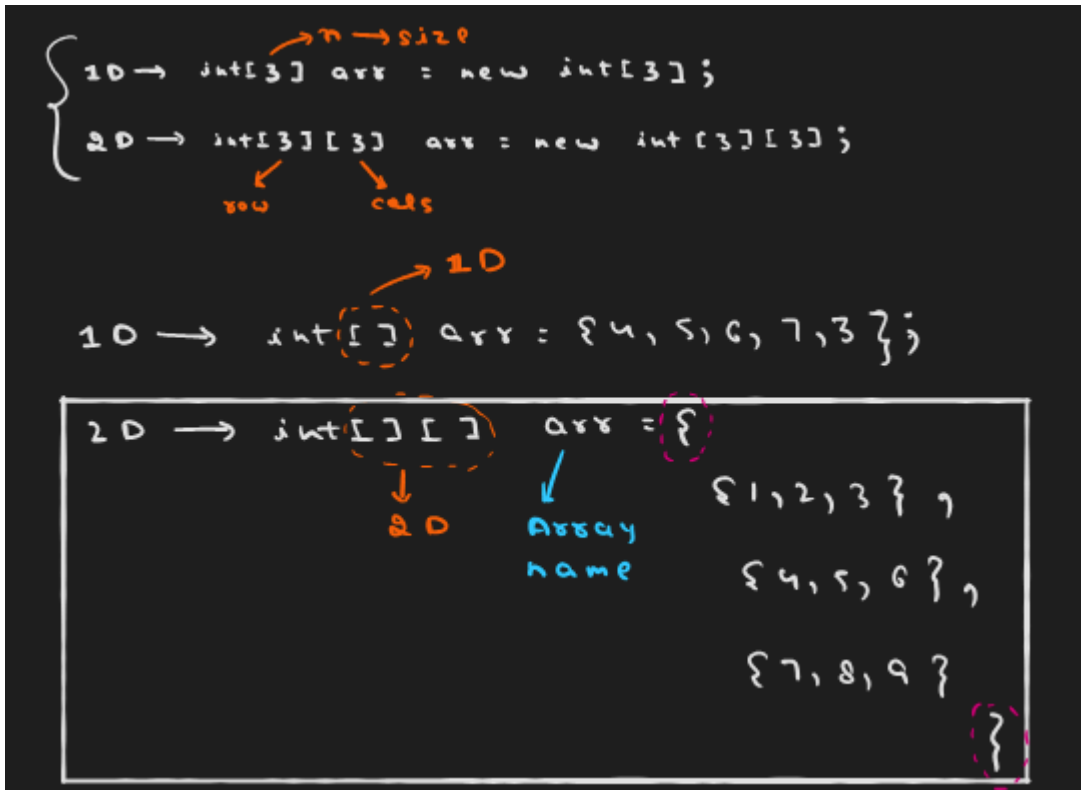 n → size
1D → int[3] arr = new int[3];
2D → int[3][3] arr = new int[3][3];
row cols
1D
1D → int[] arr = {4, 5, 6, 7, 3};
2D → int[][] arr = {
{1, 2, 3},
2D Array
name
{4, 5, 6},
{7, 8, 9}
}